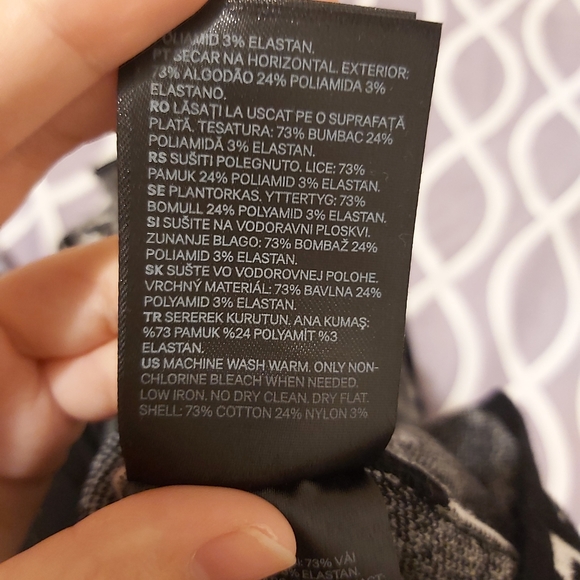 POLIAMID 3% ELASTAN.
PT SECAR NA HORIZONTAL. EXTERIOR:
73% ALGODÃO 24% POLIAMIDA 3%
ELASTANO.
RO LĂSAȚI LA USCAT PE O SUPRAFAȚĂ
PLATĂ. TESATURA: 73% BUMBAC 24%
POLIAMIDĂ 3% ELASTAN.
RS SUŠITI POLEGNUTO. LICE: 73%
PAMUK 24% POLIAMID 3% ELASTAN.
SE PLANTORKAS. YTTERTYG: 73%
BOMULL 24% POLYAMID 3% ELASTAN.
SI SUŠITE NA VODORAVNI PLOSKVI.
ZUNANJE BLAGO: 73% BOMBAŽ 24%
POLIAMID 3% ELASTAN.
SK SUŠTE VO VODOROVNEJ POLOHE.
VRCHNÝ MATERIÁL: 73% BAVLNA 24%
POLYAMID 3% ELASTAN.
TR SEREREK KURUTUN. ANA KUMAŞ:
%73 PAMUK %24 POLYAMİT %3
ELASTAN.
US MACHINE WASH WARM. ONLY NON-
CHLORINE BLEACH WHEN NEEDED.
LOW IRON. NO DRY CLEAN. DRY FLAT.
SHELL: 73% COTTON 24% NYLON 3%
73% VẢI
ELASTAN.